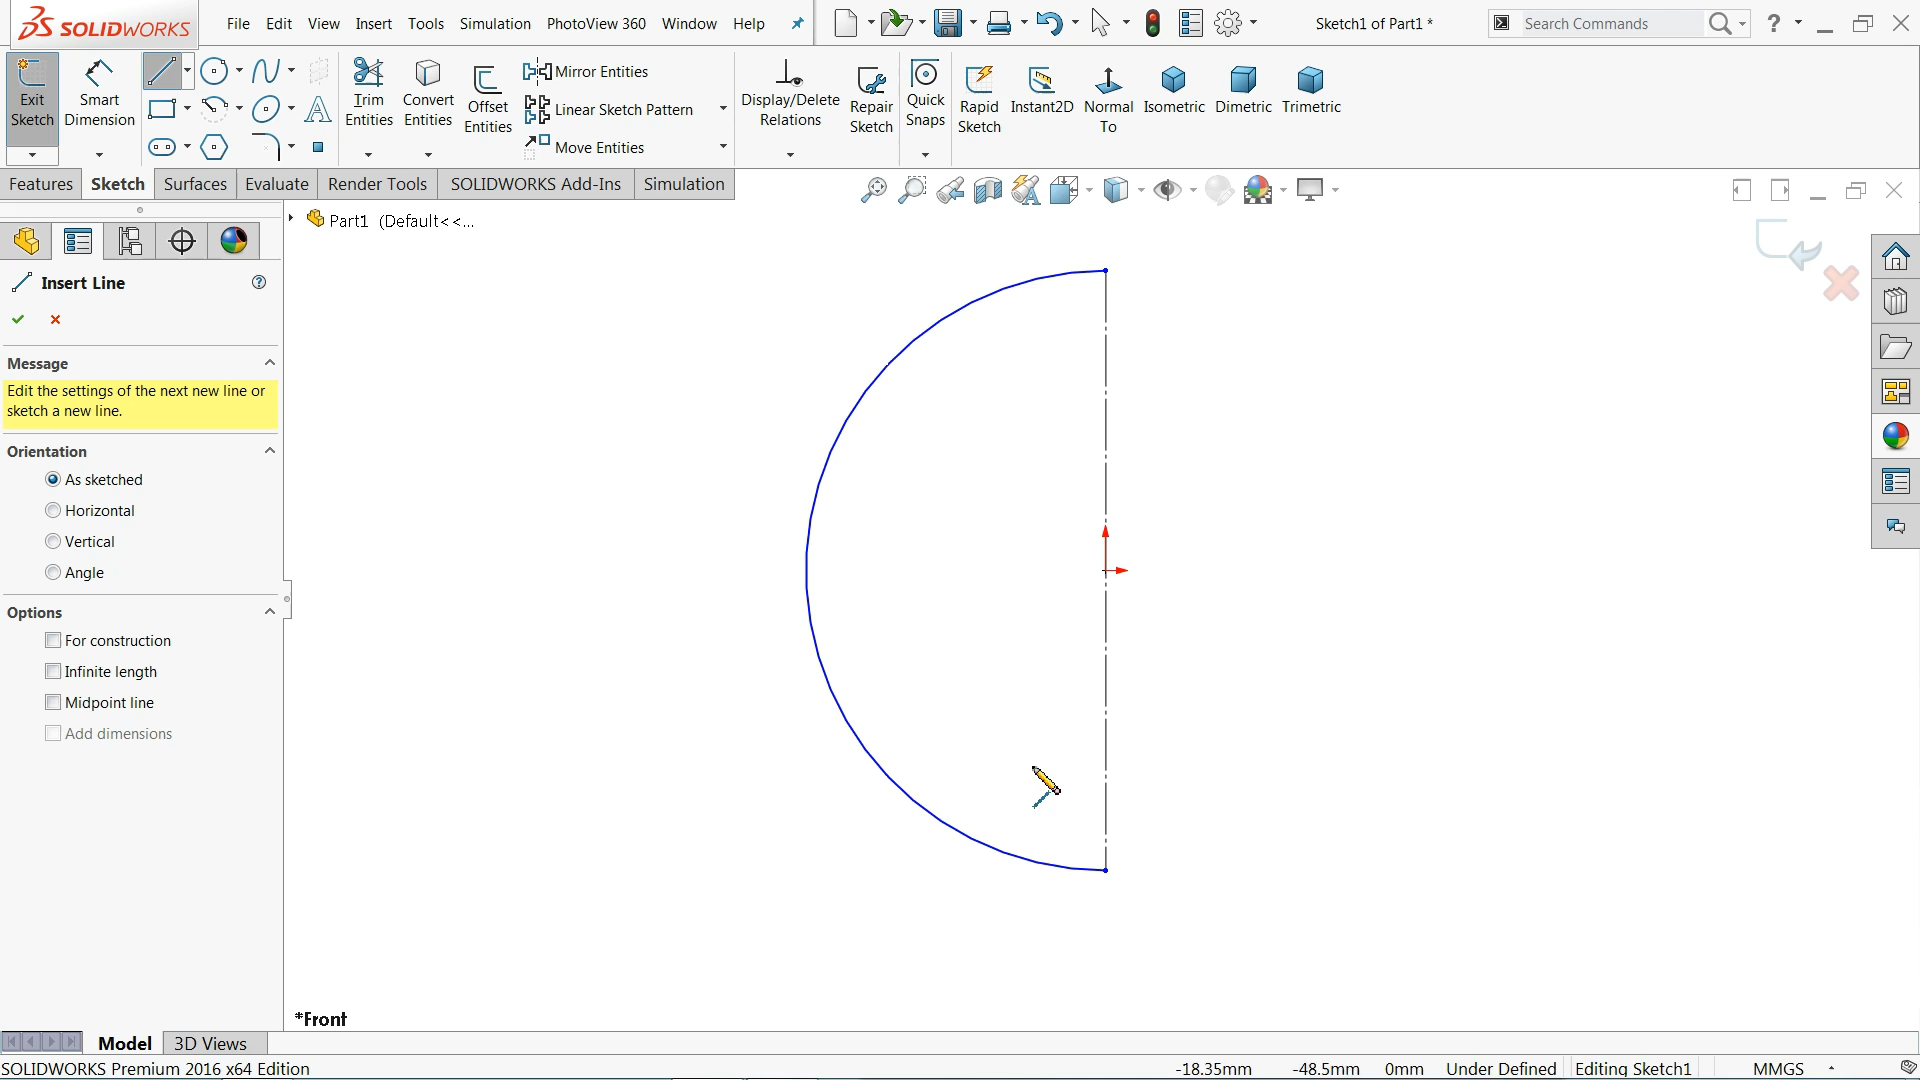 SOLIDWORKS File Edit View Insert Tools Simulation PhotoView 360 Window Help Sketch1 of Part1 * Search Commands ?
Exit Sketch
Smart Dimension
Trim Entities
Convert Entities
Offset Entities
Mirror Entities
Linear Sketch Pattern
Move Entities
Display/Delete Relations
Repair Sketch
Quick Snaps
Rapid Sketch
Instant2D
Normal To
Isometric
Dimetric
Trimetric
Features Sketch Surfaces Evaluate Render Tools SOLIDWORKS Add-Ins Simulation
Part1 (Default<<...
Insert Line
Message
Edit the settings of the next new line or
sketch a new line.
Orientation
As sketched
Horizontal
Vertical
Angle
Options
For construction
Infinite length
Midpoint line
Add dimensions
*Front
Model 3D Views
SOLIDWORKS Premium 2016 x64 Edition -18.35mm -48.5mm 0mm Under Defined Editing Sketch1 MMGS